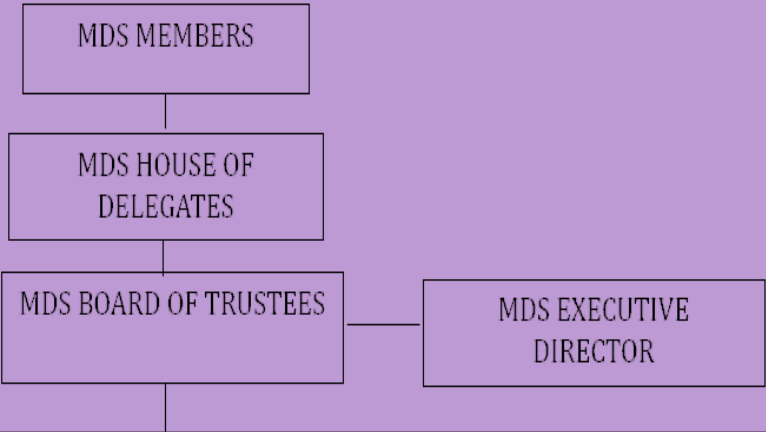 MDS MEMBERS
MDS HOUSE OF
DELEGATES
MDS BOARD OF TRUSTEES
MDS EXECUTIVE
DIRECTOR